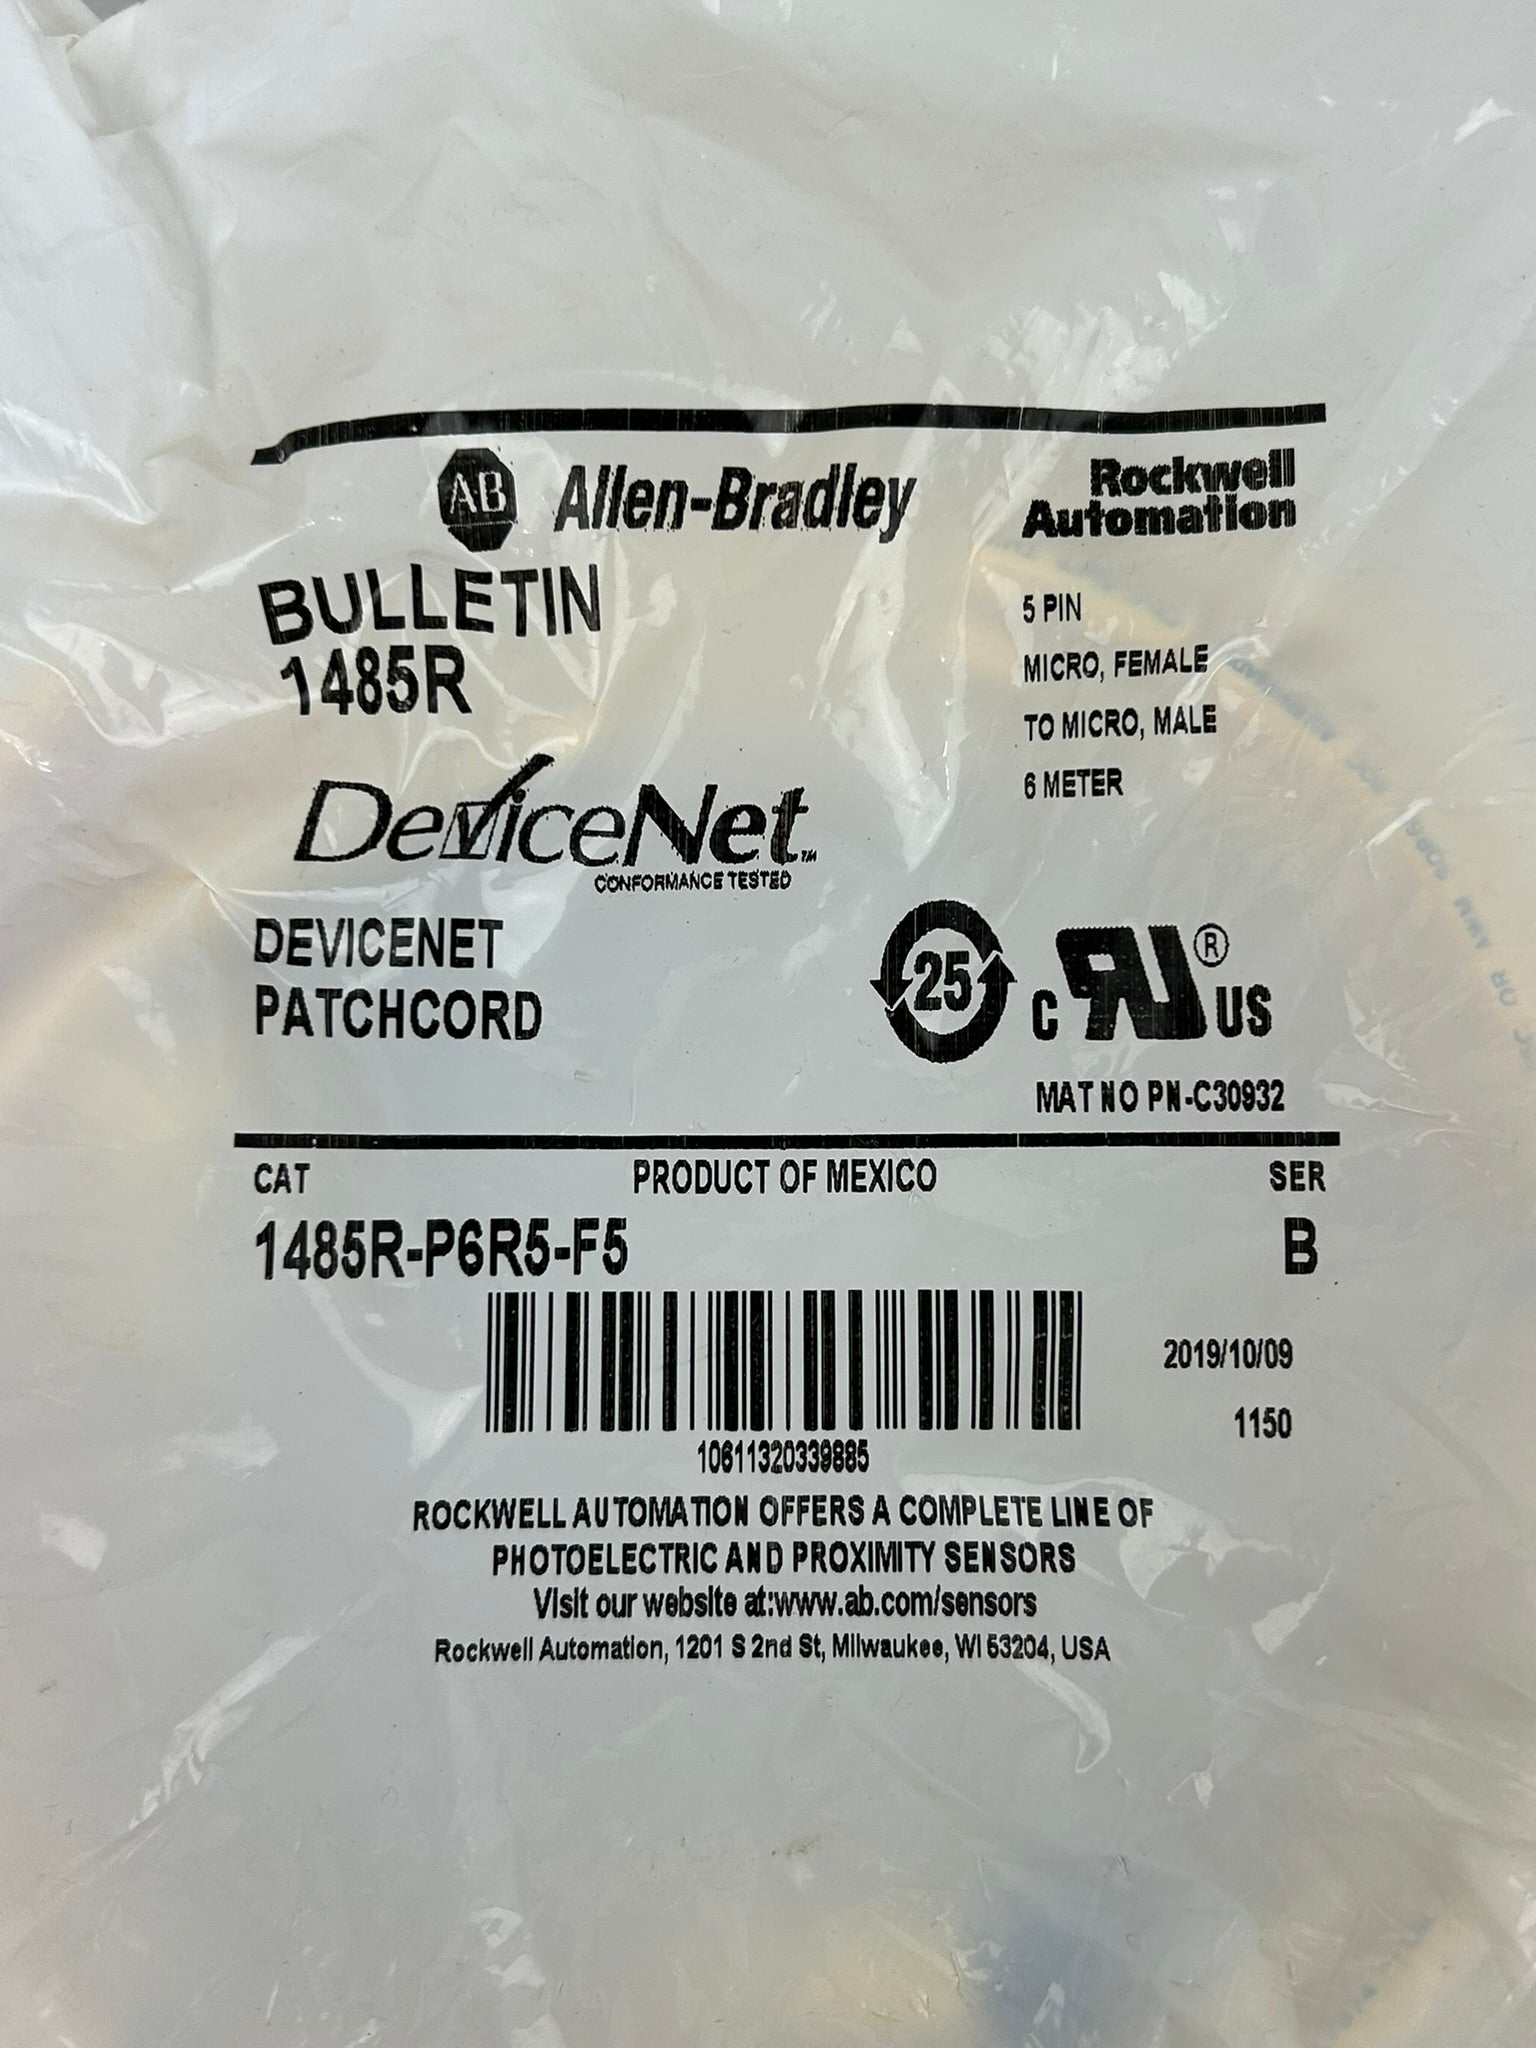 AB Allen-Bradley
Rockwell
Automation
BULLETIN
1485R
5 PIN
MICRO, FEMALE
TO MICRO, MALE
6 METER
DeviceNet™
CONFORMANCE TESTED
DEVICENET
PATCHCORD
25
C RU® US
MAT NO PN-C30932
CAT PRODUCT OF MEXICO SER
1485R-P6R5-F5 B
2019/10/09
1150
10611320339885
ROCKWELL AUTOMATION OFFERS A COMPLETE LINE OF
PHOTOELECTRIC AND PROXIMITY SENSORS
Visit our website at:www.ab.com/sensors
Rockwell Automation, 1201 S 2nd St, Milwaukee, WI 53204, USA